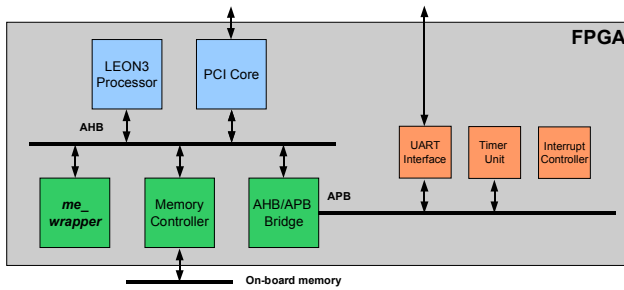 FPGA
LEON3
Processor
PCI Core
AHB
UART
Interface
Timer
Unit
Interrupt
Controller
me_
wrapper
Memory
Controller
AHB/APB
Bridge
APB
On-board memory